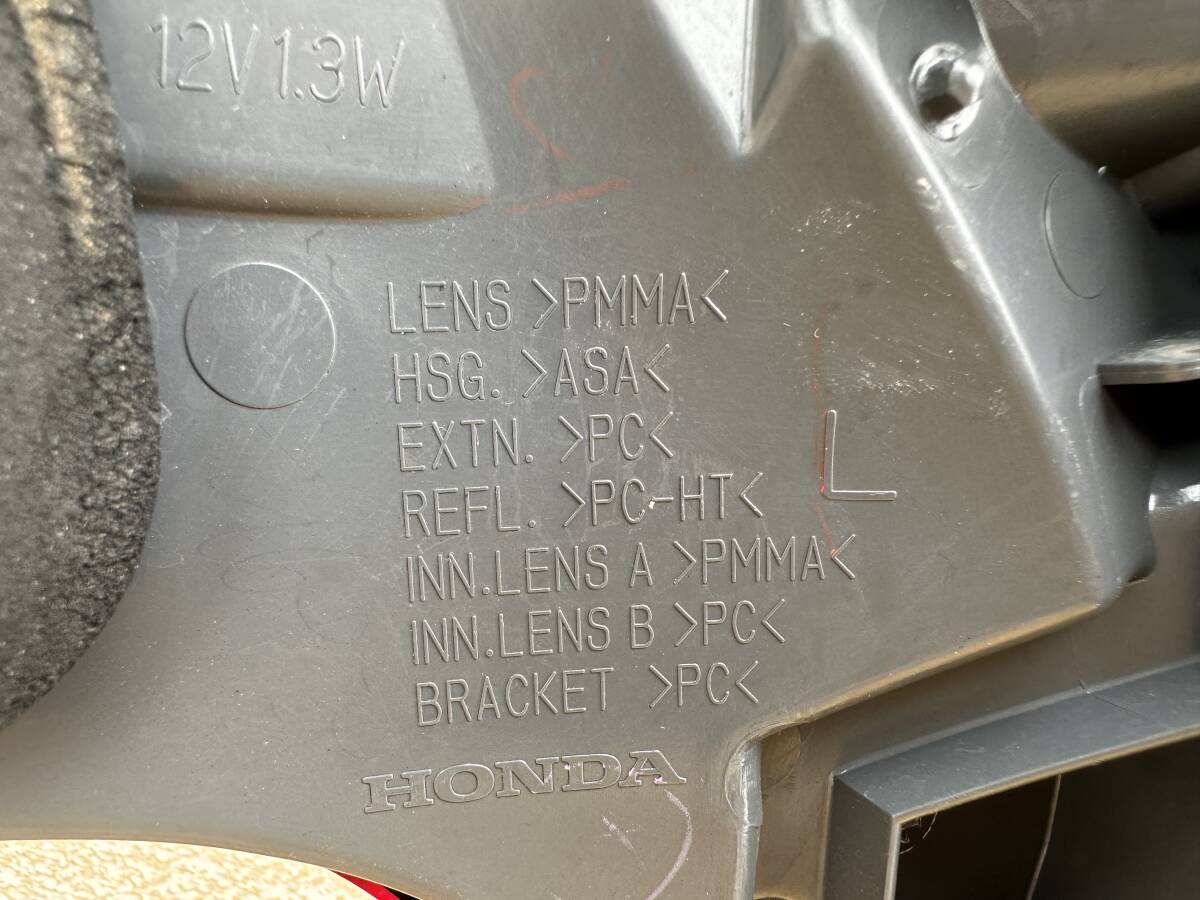 12V1.3W
LENS >PMMA<
HSG. >ASA<
EXTN. >PC<
REFL. >PC-HT<
L
INN.LENS A >PMMA<
INN.LENS B >PC<
BRACKET >PC<
HONDA